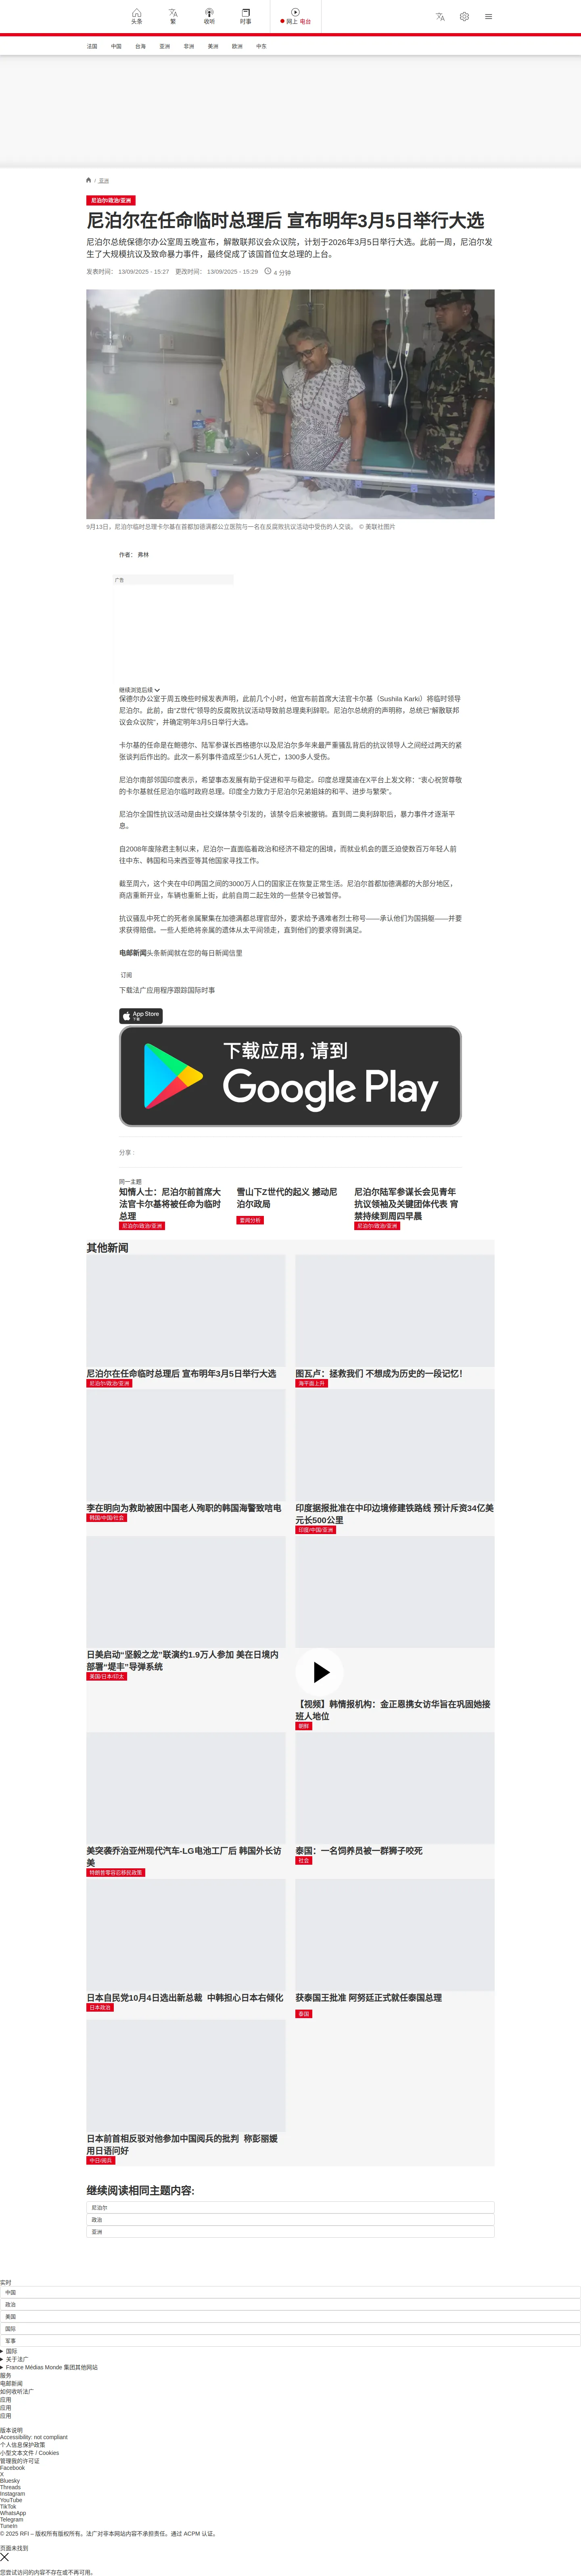 头条
繁
收听
时事
网上 电台
法国 中国 台海 亚洲 非洲 美洲 欧洲 中东
/ 亚洲
尼泊尔/政治/亚洲
尼泊尔在任命临时总理后 宣布明年3月5日举行大选
尼泊尔总统保德尔办公室周五晚宣布，解散联邦议会众议院，计划于2026年3月5日举行大选。此前一周，尼泊尔发
生了大规模抗议及致命暴力事件，最终促成了该国首位女总理的上台。
发表时间： 13/09/2025 - 15:27 更改时间： 13/09/2025 - 15:29 4 分钟
9月13日，尼泊尔临时总理卡尔基在首都加德满都公立医院与一名在反腐败抗议活动中受伤的人交谈。 © 美联社图片
作者： 弗林
广告
继续浏览后续
保德尔办公室于周五晚些时候发表声明，此前几个小时，他宣布前首席大法官卡尔基（Sushila Karki）将临时领导
尼泊尔。此前，由“Z世代”领导的反腐败抗议活动导致前总理奥利辞职。尼泊尔总统府的声明称，总统已“解散联邦
议会众议院”，并确定明年3月5日举行大选。
卡尔基的任命是在鲍德尔、陆军参谋长西格德尔以及尼泊尔多年来最严重骚乱背后的抗议领导人之间经过两天的紧
张谈判后作出的。此次一系列事件造成至少51人死亡，1300多人受伤。
尼泊尔南部邻国印度表示，希望事态发展有助于促进和平与稳定。印度总理莫迪在X平台上发文称：“衷心祝贺尊敬
的卡尔基就任尼泊尔临时政府总理。印度全力致力于尼泊尔兄弟姐妹的和平、进步与繁荣”。
尼泊尔全国性抗议活动是由社交媒体禁令引发的，该禁令后来被撤销。直到周二奥利辞职后，暴力事件才逐渐平
息。
自2008年废除君主制以来，尼泊尔一直面临着政治和经济不稳定的困境，而就业机会的匮乏迫使数百万年轻人前
往中东、韩国和马来西亚等其他国家寻找工作。
截至周六，这个夹在中印两国之间的3000万人口的国家正在恢复正常生活。尼泊尔首都加德满都的大部分地区，
商店重新开业，车辆也重新上街，此前自周二起生效的一些禁令已被暂停。
抗议骚乱中死亡的死者亲属聚集在加德满都总理官邸外，要求给予遇难者烈士称号——承认他们为国捐躯——并要
求获得赔偿。一些人拒绝将亲属的遗体从太平间领走，直到他们的要求得到满足。
电邮新闻头条新闻就在您的每日新闻信里
订阅
下载法广应用程序跟踪国际时事
App Store
下载
下载应用，请到
Google Play
分享 :
同一主题
知情人士：尼泊尔前首席大
法官卡尔基将被任命为临时
总理
尼泊尔/政治/亚洲
雪山下Z世代的起义 撼动尼
泊尔政局
要闻分析
尼泊尔陆军参谋长会见青年
抗议领袖及关键团体代表 宵
禁持续到周四早晨
尼泊尔/政治/亚洲
其他新闻
尼泊尔在任命临时总理后 宣布明年3月5日举行大选
尼泊尔/政治/亚洲
图瓦卢：拯救我们 不想成为历史的一段记忆！
海平面上升
李在明向为救助被困中国老人殉职的韩国海警致唁电
韩国/中国/社会
印度据报批准在中印边境修建铁路线 预计斥资34亿美
元长500公里
印度/中国/亚洲
日美启动“坚毅之龙”联演约1.9万人参加 美在日境内
部署“堤丰”导弹系统
美国/日本/印太
【视频】韩情报机构：金正恩携女访华旨在巩固她接
班人地位
朝鲜
美突袭乔治亚州现代汽车-LG电池工厂后 韩国外长访
美
特朗普零容忍移民政策
泰国：一名饲养员被一群狮子咬死
社会
日本自民党10月4日选出新总裁 中韩担心日本右倾化
日本政治
获泰国王批准 阿努廷正式就任泰国总理
泰国
日本前首相反驳对他参加中国阅兵的批判 称彭丽媛
用日语问好
中日/阅兵
继续阅读相同主题内容:
尼泊尔
政治
亚洲
实时
中国
政治
美国
国际
军事
国际
关于法广
France Médias Monde 集团其他网站
服务
电邮新闻
如何收听法广
应用
应用
应用
版本说明
Accessibility: not compliant
个人信息保护政策
小型文本文件 / Cookies
管理我的许可证
Facebook
X
Bluesky
Threads
Instagram
YouTube
TikTok
WhatsApp
Telegram
TuneIn
© 2025 RFI – 版权所有版权所有。法广对非本网站内容不承担责任。通过 ACPM 认证。
页面未找到
您尝试访问的内容不存在或不再可用。